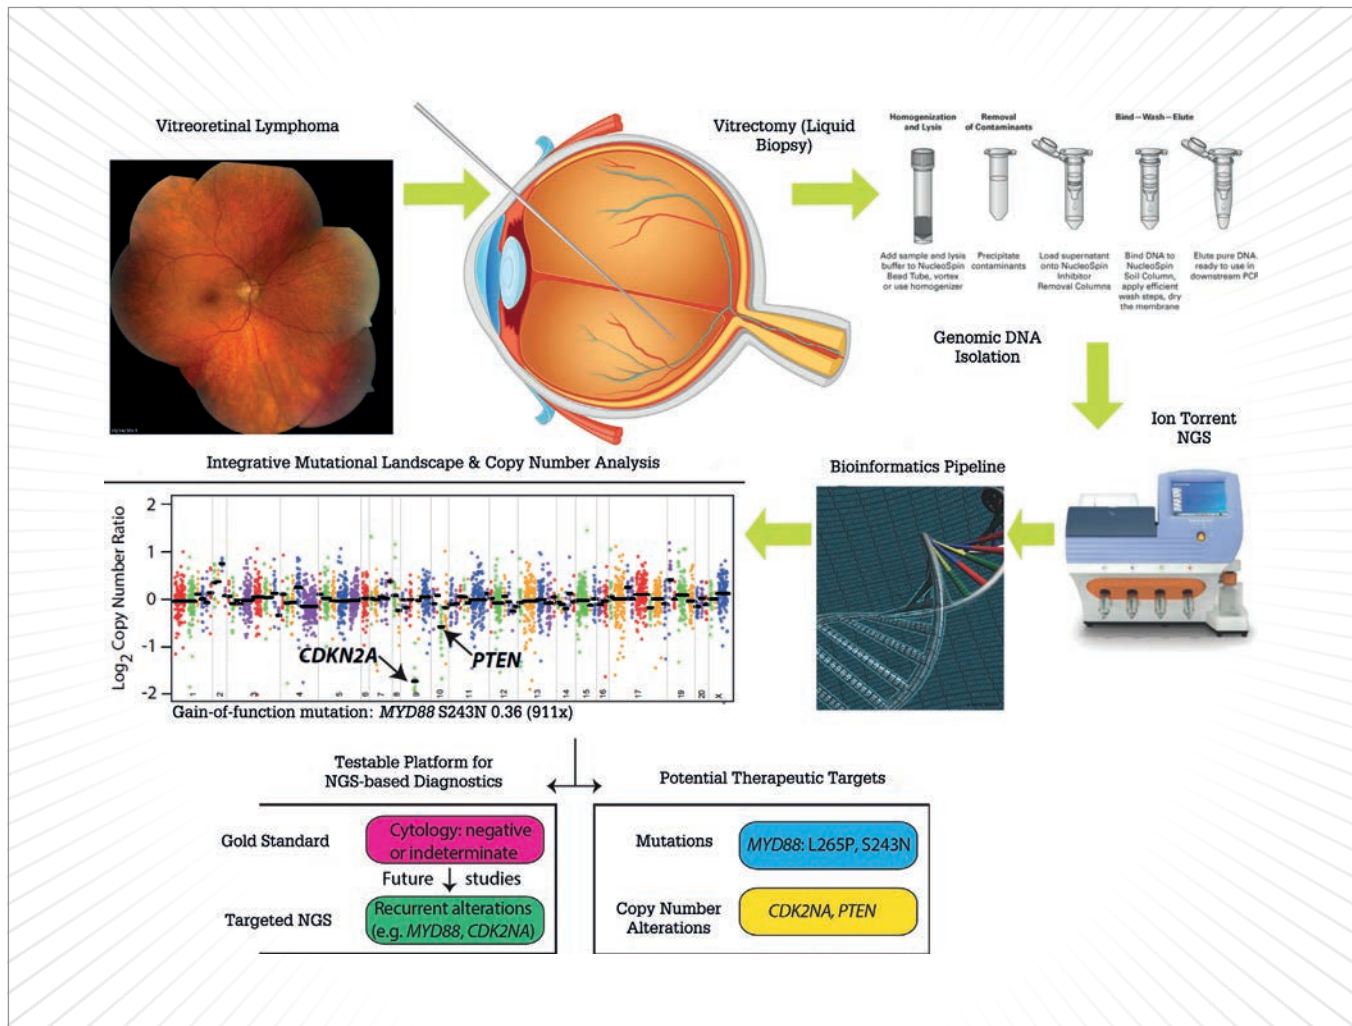 Vitreoretinal Lymphoma
Vitrectomy (Liquid
Biopsy)
Homogenization
and Lysis
Removal
of Contaminants
Bind – Wash – Elute
Add sample and lysis
buffer to NucleoSpin
Bead Tube, vortex
or use homogenizer
Precipitate
contaminants
Load supernatant
onto NucleoSpin
Inhibitor
Removal Columns
Bind DNA to
NucleoSpin
Soil Column,
apply efficient
wash steps, dry
the membrane
Elute pure DNA
ready to use in
downstream PCR
Genomic DNA
Isolation
Ion Torrent
NGS
Bioinformatics Pipeline
Integrative Mutational Landscape & Copy Number Analysis
Log2 Copy Number Ratio
2
1
0
-1
-2
CDKN2A
PTEN
1 2 3 4 5 6 7 8 9 10 11 12 13 14 15 16 17 19 20 X
Gain-of-function mutation: MYD88 S243N 0.36 (911x)
Testable Platform for
NGS-based Diagnostics
Potential Therapeutic Targets
Gold Standard
Cytology: negative
or indeterminate
Future studies
Targeted NGS
Recurrent alterations
(e.g. MYD88, CDK2NA)
Mutations
MYD88: L265P, S243N
Copy Number
Alterations
CDK2NA, PTEN